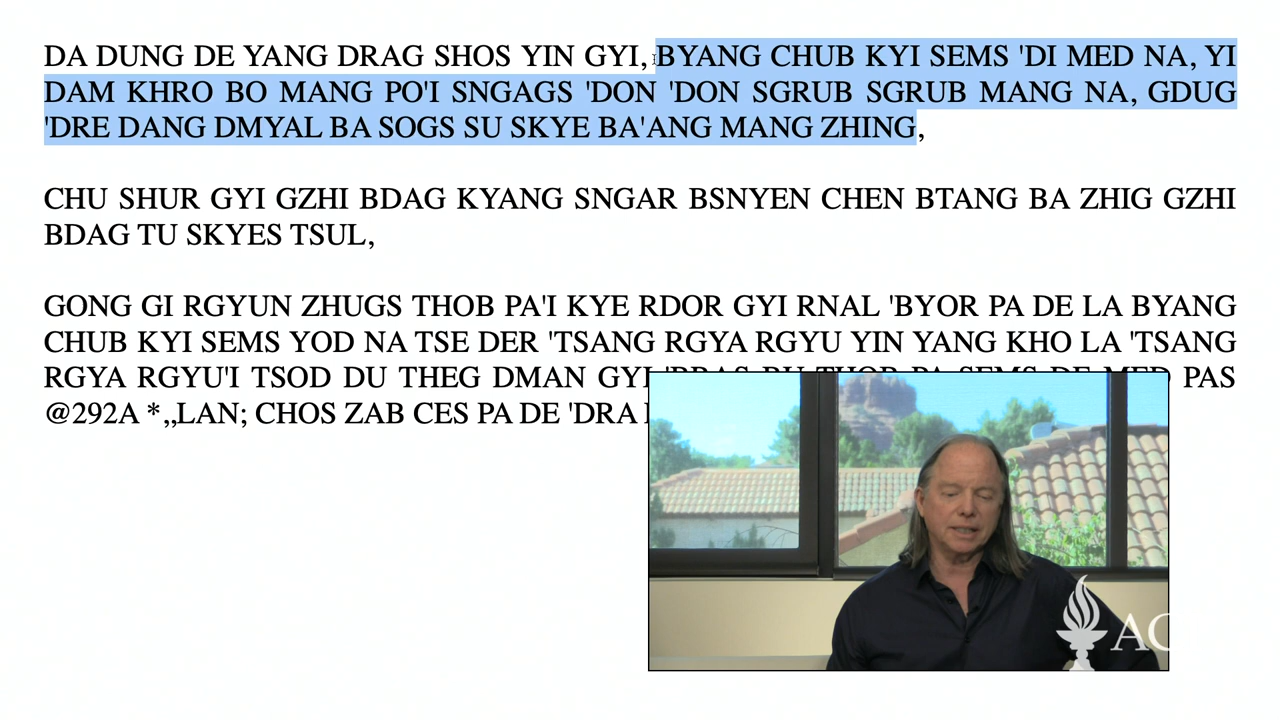 DA DUNG DE YANG DRAG SHOS YIN GYI, BYANG CHUB KYI SEMS 'DI MED NA, YI
DAM KHRO BO MANG PO'I SNGAGS 'DON 'DON SGRUB SGRUB MANG NA, GDUG
'DRE DANG DMYAL BA SOGS SU SKYE BA'ANG MANG ZHING,
CHU SHUR GYI GZHI BDAG KYANG SNGAR BSNYEN CHEN BTANG BA ZHIG GZHI
BDAG TU SKYES TSUL,
GONG GI RGYUN ZHUGS THOB PA'I KYE RDOR GYI RNAL 'BYOR PA DE LA BYANG
CHUB KYI SEMS YOD NA TSE DER 'TSANG RGYA RGYU YIN YANG KHO LA 'TSANG
RGYA RGYU'I TSOD DU THEG DMAN GYI PAS
@292A *,,LAN; CHOS ZAB CES PA DE 'DRA